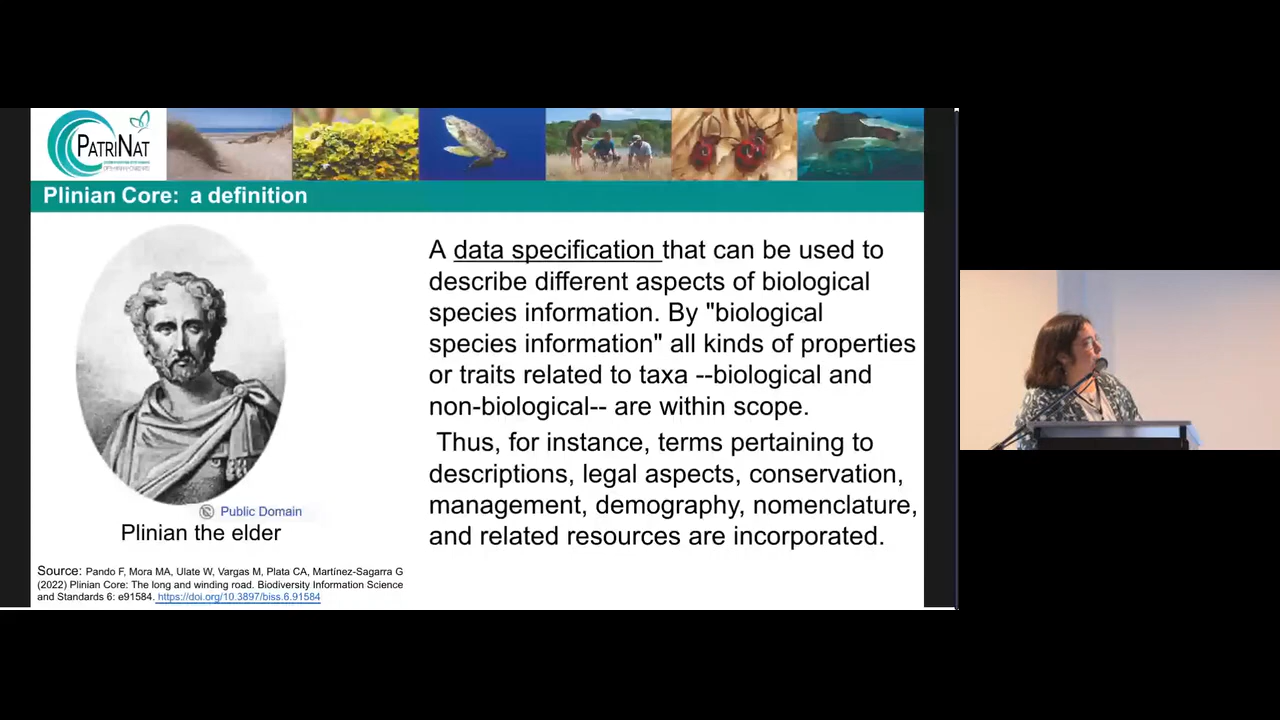 PATRINAT
Plinian Core: a definition
A data specification that can be used to
describe different aspects of biological
species information. By "biological
species information" all kinds of properties
or traits related to taxa --biological and
non-biological-- are within scope.
Thus, for instance, terms pertaining to
descriptions, legal aspects, conservation,
management, demography, nomenclature,
and related resources are incorporated.
Public Domain
Plinian the elder
Source: Pando F, Mora MA, Ulate W, Vargas M, Plata CA, Martínez-Sagarra G
(2022) Plinian Core: The long and winding road. Biodiversity Information Science
and Standards 6: e91584. https://doi.org/10.3897/biss.6.91584